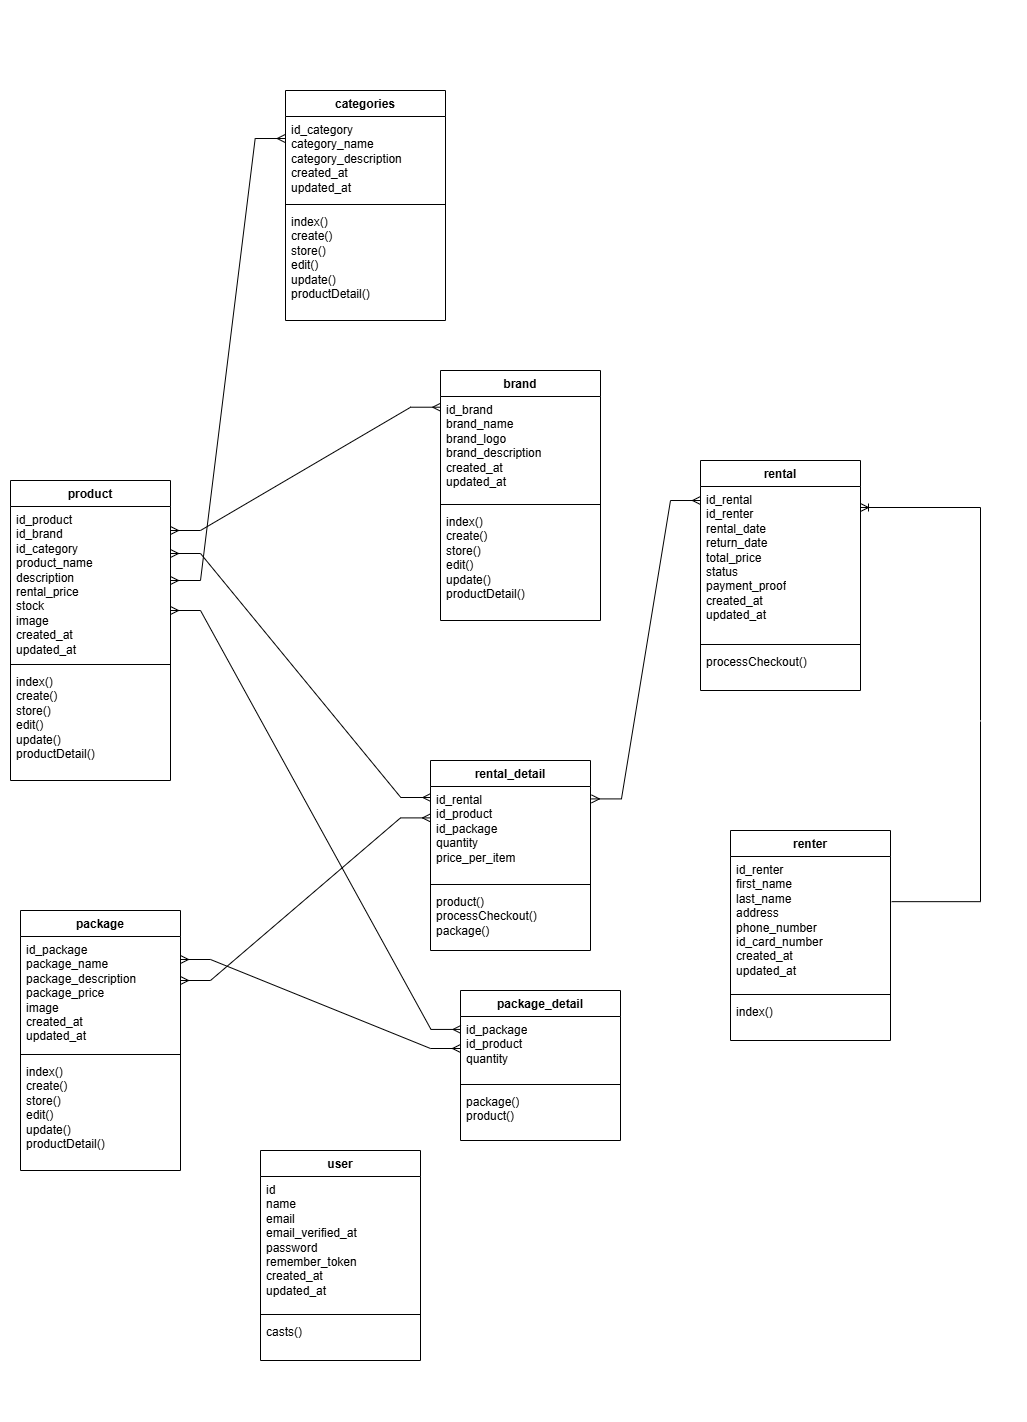 categories
id_category
category_name
category_description
created_at
updated_at
index()
create()
store()
edit()
update()
productDetail()
brand
id_brand
brand_name
brand_logo
brand_description
created_at
updated_at
index()
create()
store()
edit()
update()
productDetail()
rental
id_rental
id_renter
rental_date
return_date
total_price
status
payment_proof
created_at
updated_at
processCheckout()
product
id_product
id_brand
id_category
product_name
description
rental_price
stock
image
created_at
updated_at
index()
create()
store()
edit()
update()
productDetail()
rental_detail
id_rental
id_product
id_package
quantity
price_per_item
product()
processCheckout()
package()
renter
id_renter
first_name
last_name
address
phone_number
id_card_number
created_at
updated_at
index()
package
id_package
package_name
package_description
package_price
image
created_at
updated_at
index()
create()
store()
edit()
update()
productDetail()
package_detail
id_package
id_product
quantity
package()
product()
user
id
name
email
email_verified_at
password
remember_token
created_at
updated_at
casts()